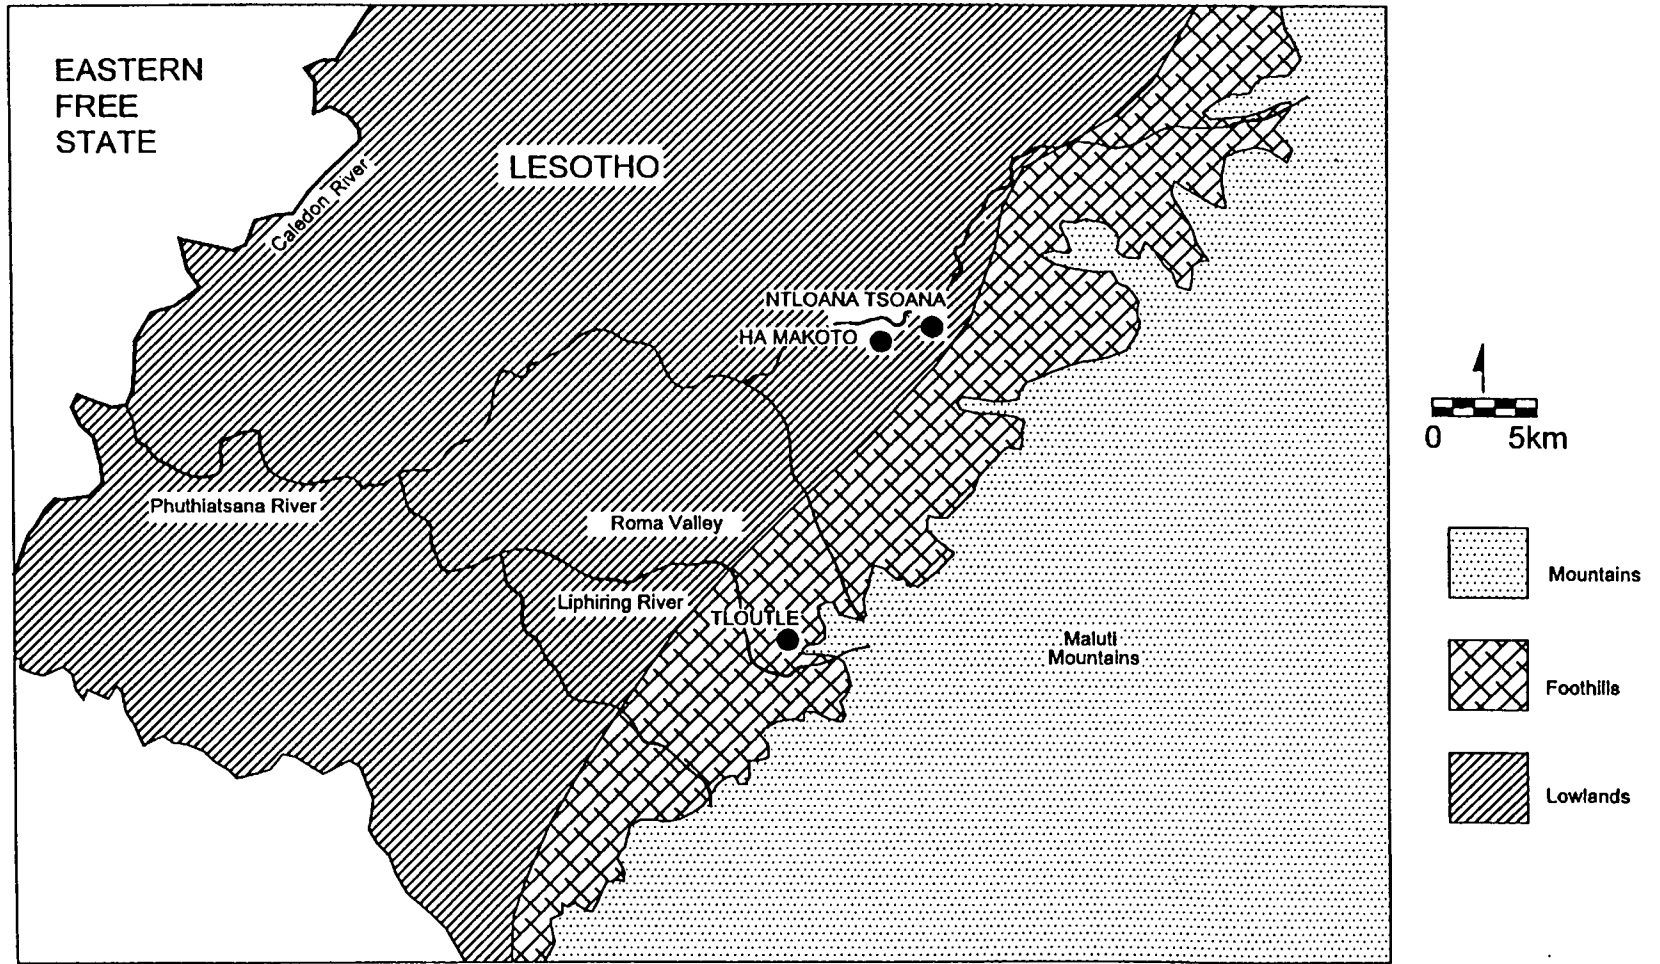 EASTERN
FREE
STATE
LESOTHO
Caledon River
NTLOANA TSOANA
HA MAKOTO
Phuthiatsana River
Roma Valley
Liphiring River
TLOUTLE
Maluti
Mountains
0 5km
Mountains
Foothills
Lowlands